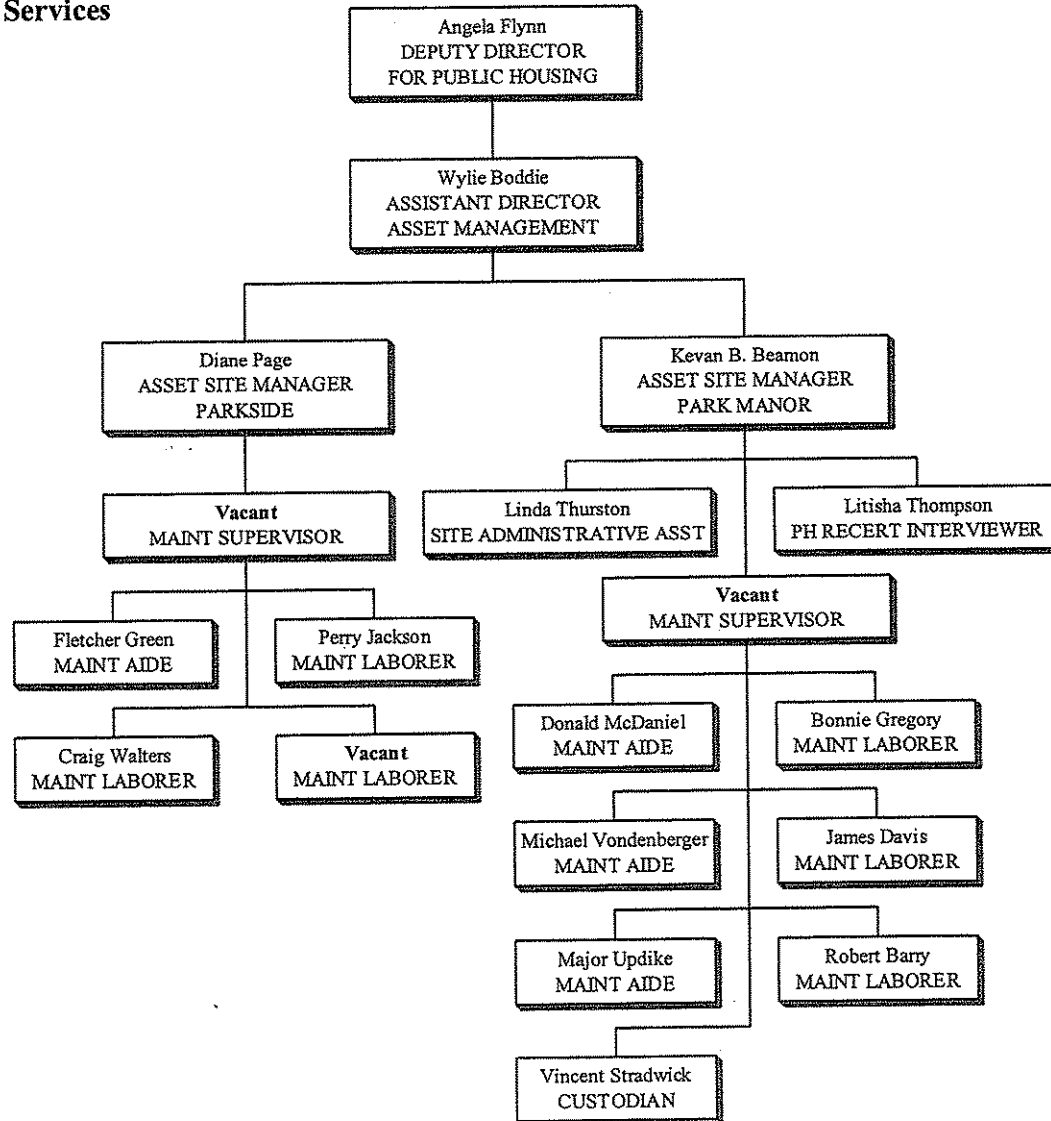 Services
Angela Flynn
DEPUTY DIRECTOR
FOR PUBLIC HOUSING
Wylie Boddie
ASSISTANT DIRECTOR
ASSET MANAGEMENT
Diane Page
ASSET SITE MANAGER
PARKSIDE
Kevan B. Beamon
ASSET SITE MANAGER
PARK MANOR
Vacant
MAINT SUPERVISOR
Linda Thurston
SITE ADMINISTRATIVE ASST
Litisha Thompson
PH RECERT INTERVIEWER
Vacant
MAINT SUPERVISOR
Fletcher Green
MAINT AIDE
Perry Jackson
MAINT LABORER
Craig Walters
MAINT LABORER
Vacant
MAINT LABORER
Donald McDaniel
MAINT AIDE
Bonnie Gregory
MAINT LABORER
Michael Vondenberger
MAINT AIDE
James Davis
MAINT LABORER
Major Updike
MAINT AIDE
Robert Barry
MAINT LABORER
Vincent Stradwick
CUSTODIAN